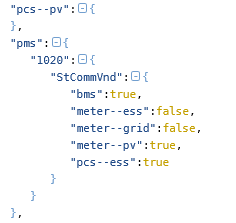 "pcs--pv":{
},
"pms":{
"1020":{
"StCommVnd":{
"bms":true,
"meter--ess":false,
"meter--grid":false,
"meter--pv":true,
"pcs--ess":true
}
}
},